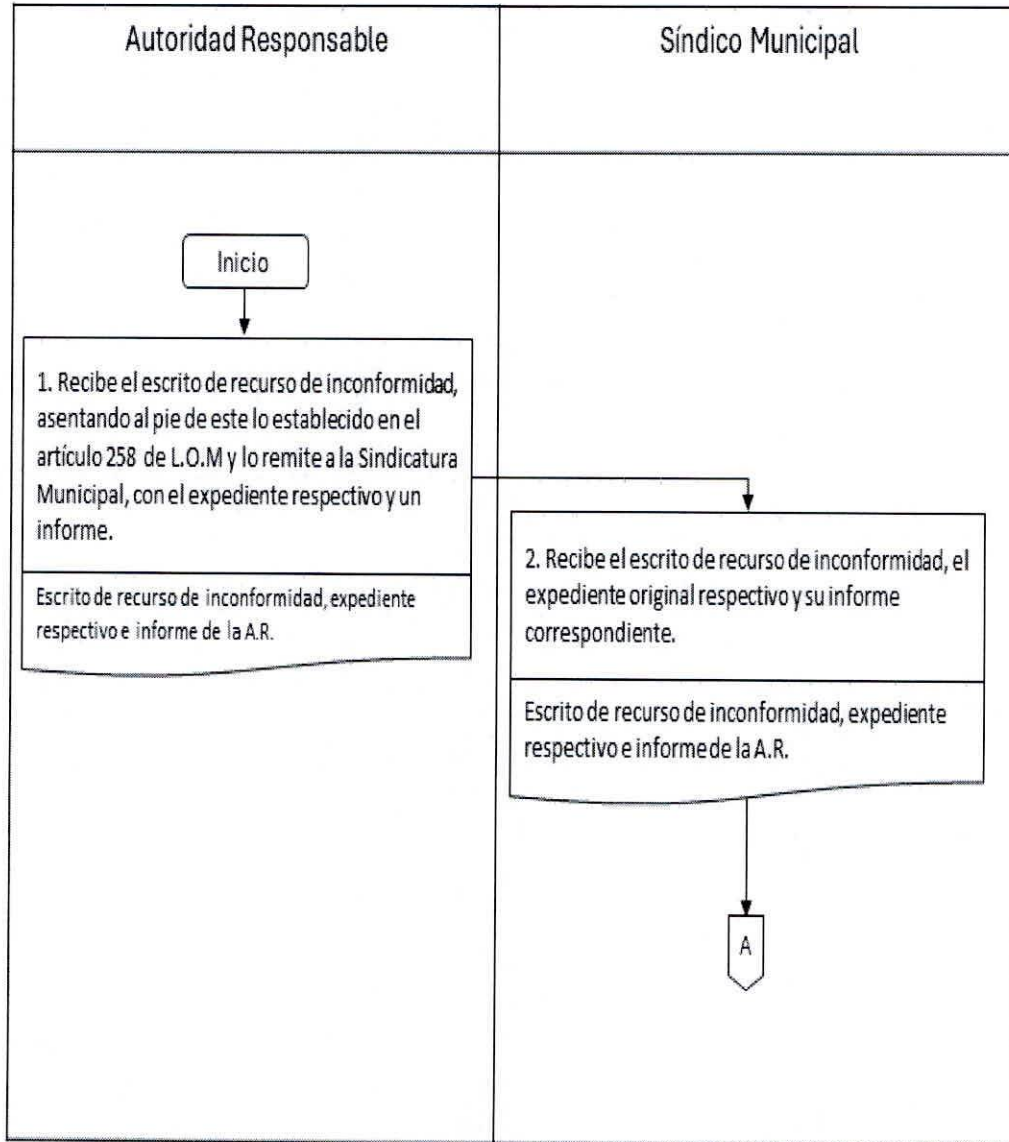 Autoridad Responsable
Síndico Municipal
Inicio
1. Recibe el escrito de recurso de inconformidad,
asentando al pie de este lo establecido en el
artículo 258 de L.O.M y lo remite a la Sindicatura
Municipal, con el expediente respectivo y un
informe.
Escrito de recurso de inconformidad, expediente
respectivo e informe de la A.R.
2. Recibe el escrito de recurso de inconformidad, el
expediente original respectivo y su informe
correspondiente.
Escrito de recurso de inconformidad, expediente
respectivo e informe de la A.R.
A